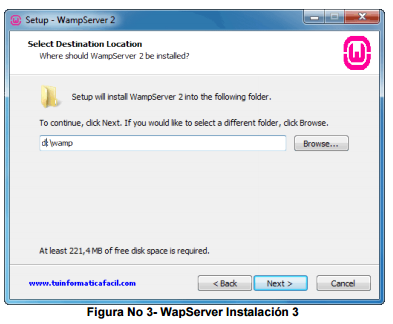 Setup - WampServer 2
Select Destination Location
Where should WampServer 2 be installed?
Setup will install WampServer 2 into the following folder.
To continue, click Next. If you would like to select a different folder, click Browse.
d:\wamp
Browse...
At least 221,4 MB of free disk space is required.
www.tuinformaticafacil.com
< Back
Next >
Cancel
Figura No 3- WapServer Instalación 3